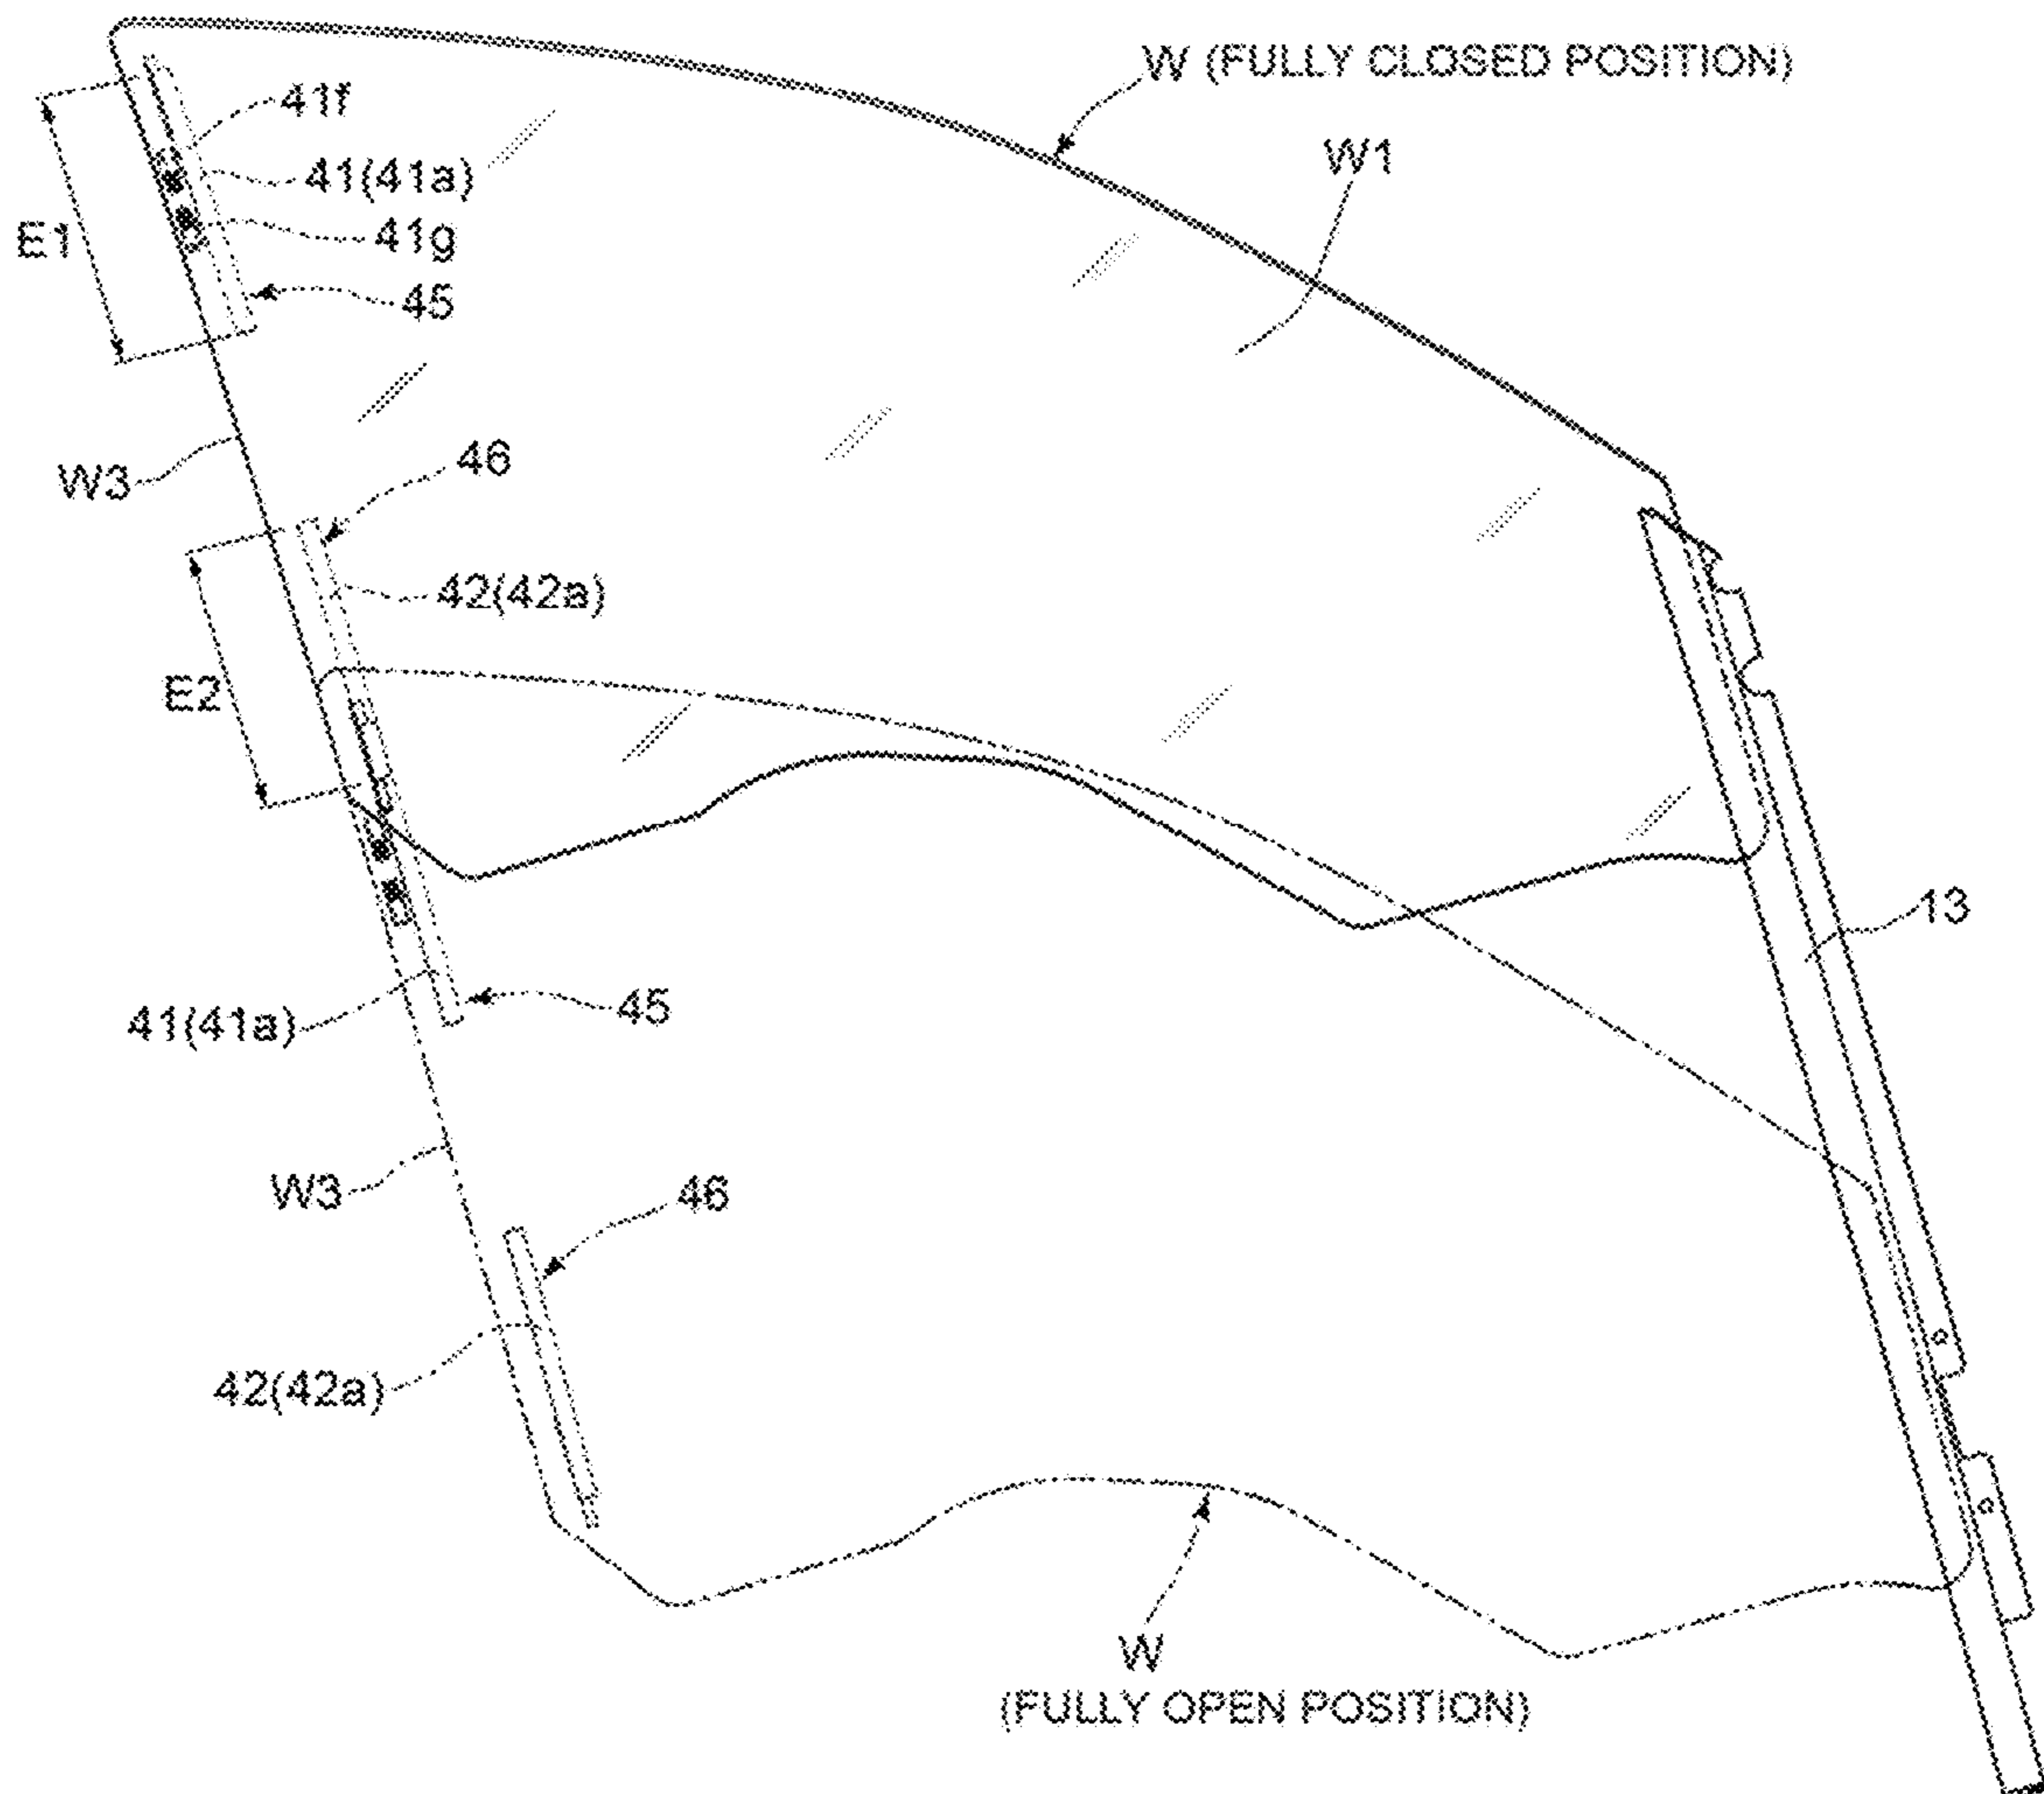 W (FULLY CLOSED POSITION)
41f
W1
41(41a)
E1
41g
45
46
W3
42(42a)
E2
13
45
41(41a)
W3
46
42(42a)
W
(FULLY OPEN POSITION)